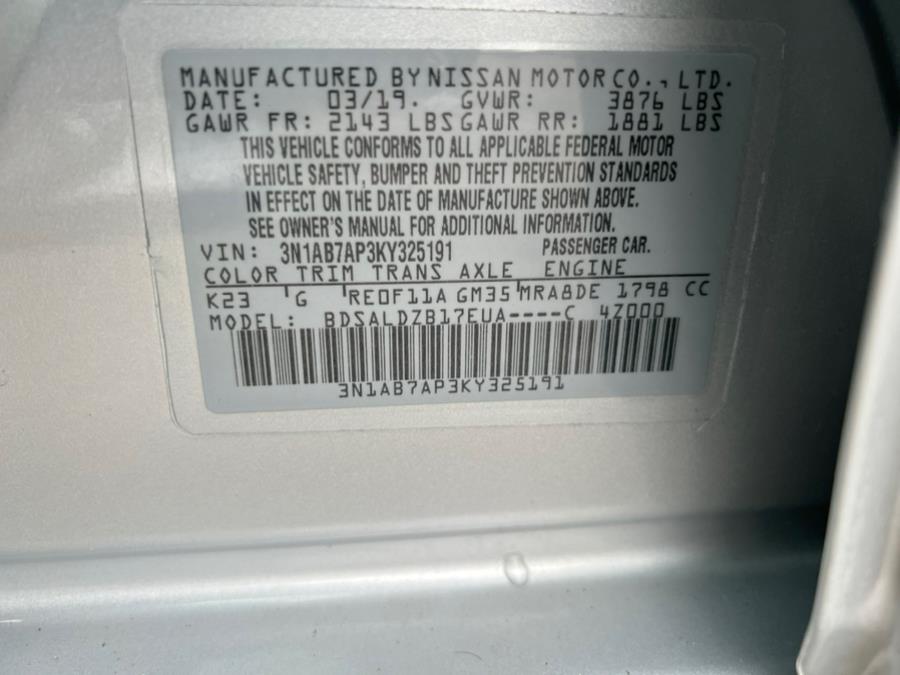 MANUFACTURED BY NISSAN MOTOR CO., LTD.
DATE: 03/19. GVWR: 3876 LBS
GAWR FR: 2143 LBS GAWR RR: 1881 LBS
THIS VEHICLE CONFORMS TO ALL APPLICABLE FEDERAL MOTOR
VEHICLE SAFETY, BUMPER AND THEFT PREVENTION STANDARDS
IN EFFECT ON THE DATE OF MANUFACTURE SHOWN ABOVE.
SEE OWNER'S MANUAL FOR ADDITIONAL INFORMATION.
VIN: 3N1AB7AP3KY325191 PASSENGER CAR.
COLOR TRIM TRANS AXLE ENGINE
K23 G RE0F11A GM35 MRA8DE 1798 CC
MODEL: BDSALDZB17EUA----C 4Z000
3N1AB7AP3KY325191